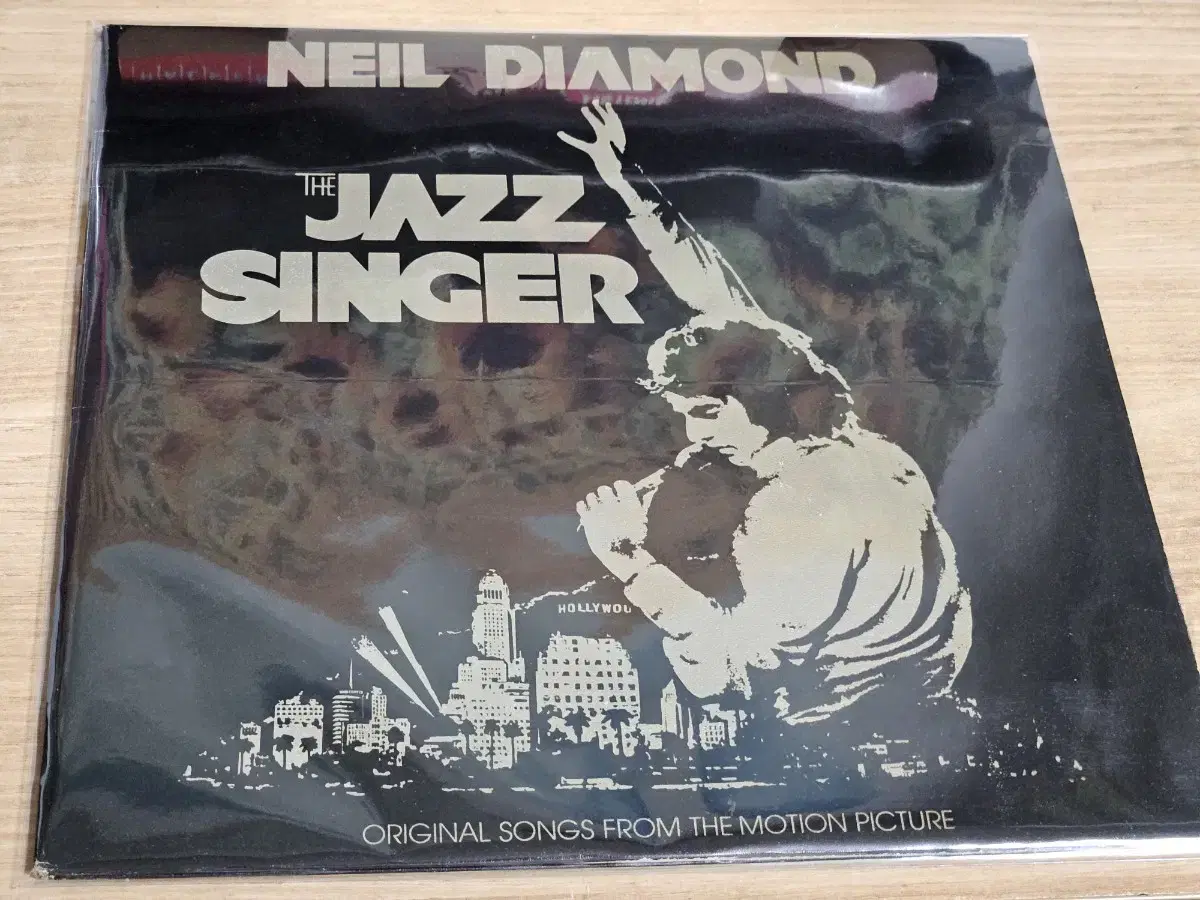 NEIL DIAMOND
THE
JAZZ
SINGER
HOLLYWOO
ORIGINAL SONGS FROM THE MOTION PICTURE